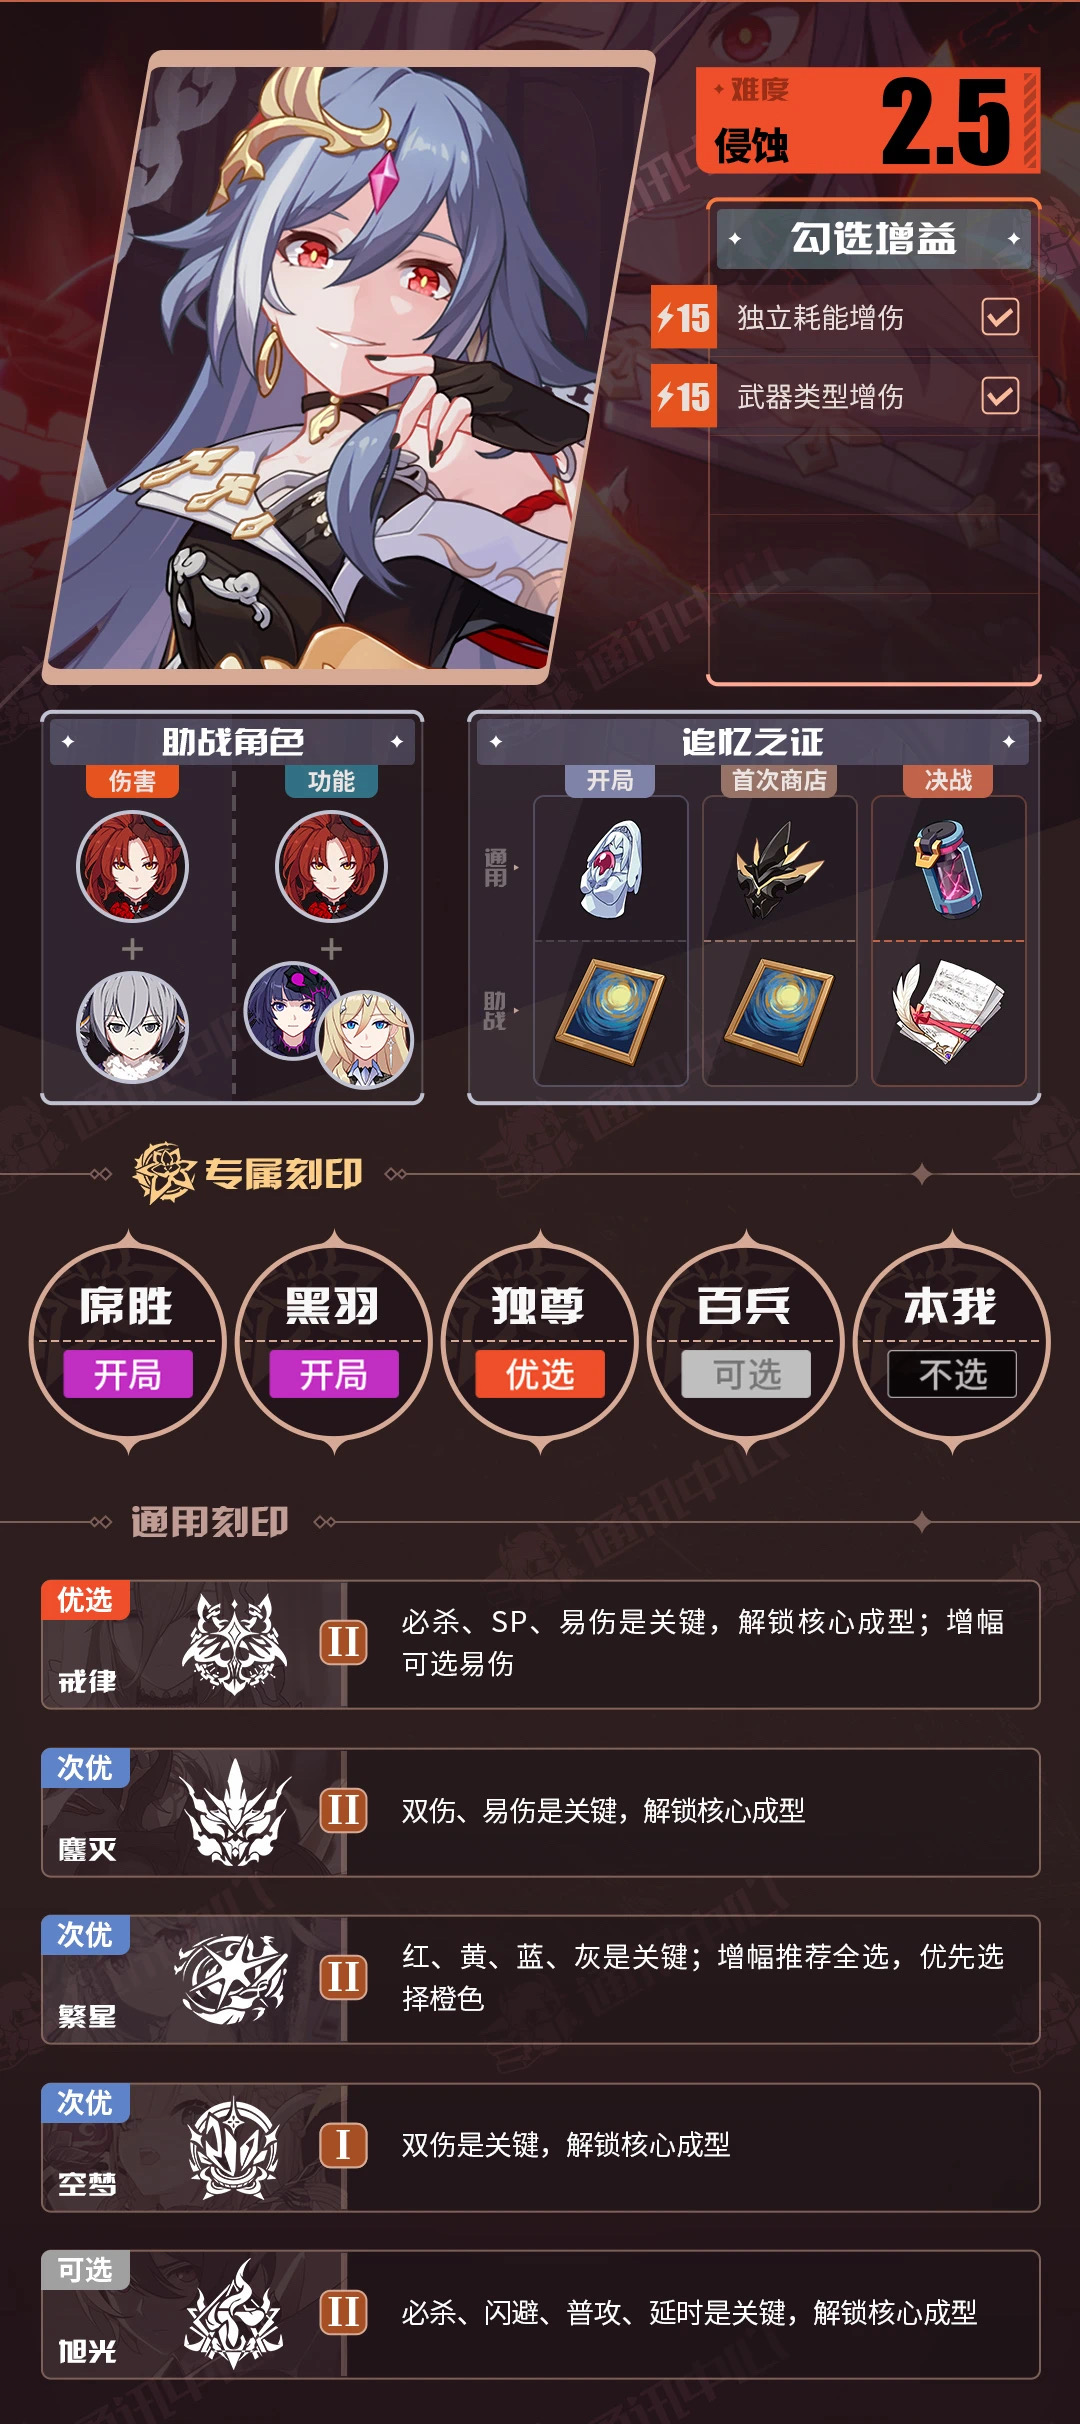 难度
侵蚀
2.5
勾选增益
15 独立耗能增伤
15 武器类型增伤
助战角色
伤害
功能
追忆之证
开局
首次商店
决战
通用
助战
专属刻印
席胜
开局
黑羽
开局
独尊
优选
百兵
可选
本我
不选
通用刻印
优选
戒律
II
必杀、SP、易伤是关键，解锁核心成型；增幅
可选易伤
次优
鏖灭
II
双伤、易伤是关键，解锁核心成型
次优
繁星
II
红、黄、蓝、灰是关键；增幅推荐全选，优先选
择橙色
次优
空梦
I
双伤是关键，解锁核心成型
可选
旭光
II
必杀、闪避、普攻、延时是关键，解锁核心成型
通讯中心